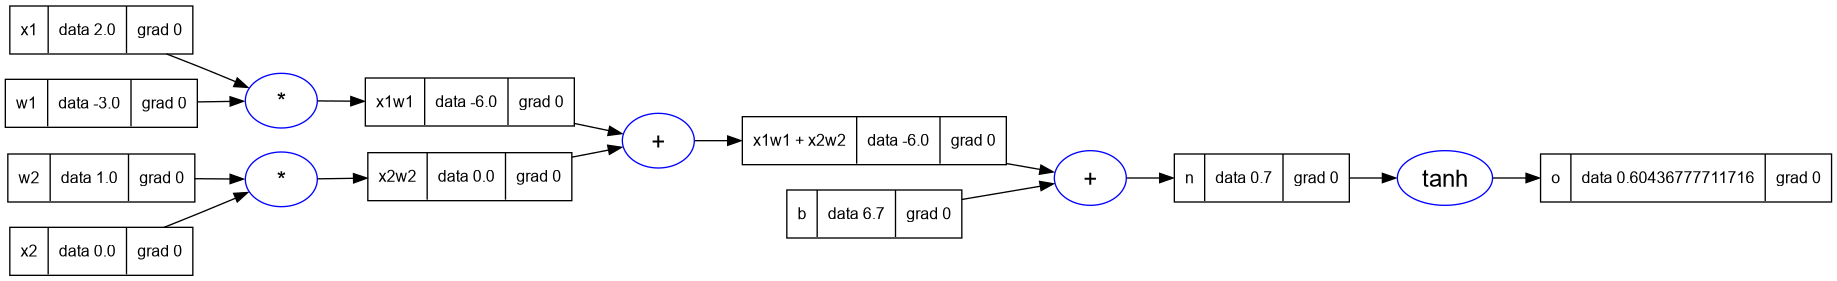 x1 data 2.0 grad 0
w1 data -3.0 grad 0
*
x1w1 data -6.0 grad 0
w2 data 1.0 grad 0
*
x2w2 data 0.0 grad 0
x2 data 0.0 grad 0
+
x1w1 + x2w2 data -6.0 grad 0
b data 6.7 grad 0
+
n data 0.7 grad 0
tanh
o data 0.60436777711716 grad 0